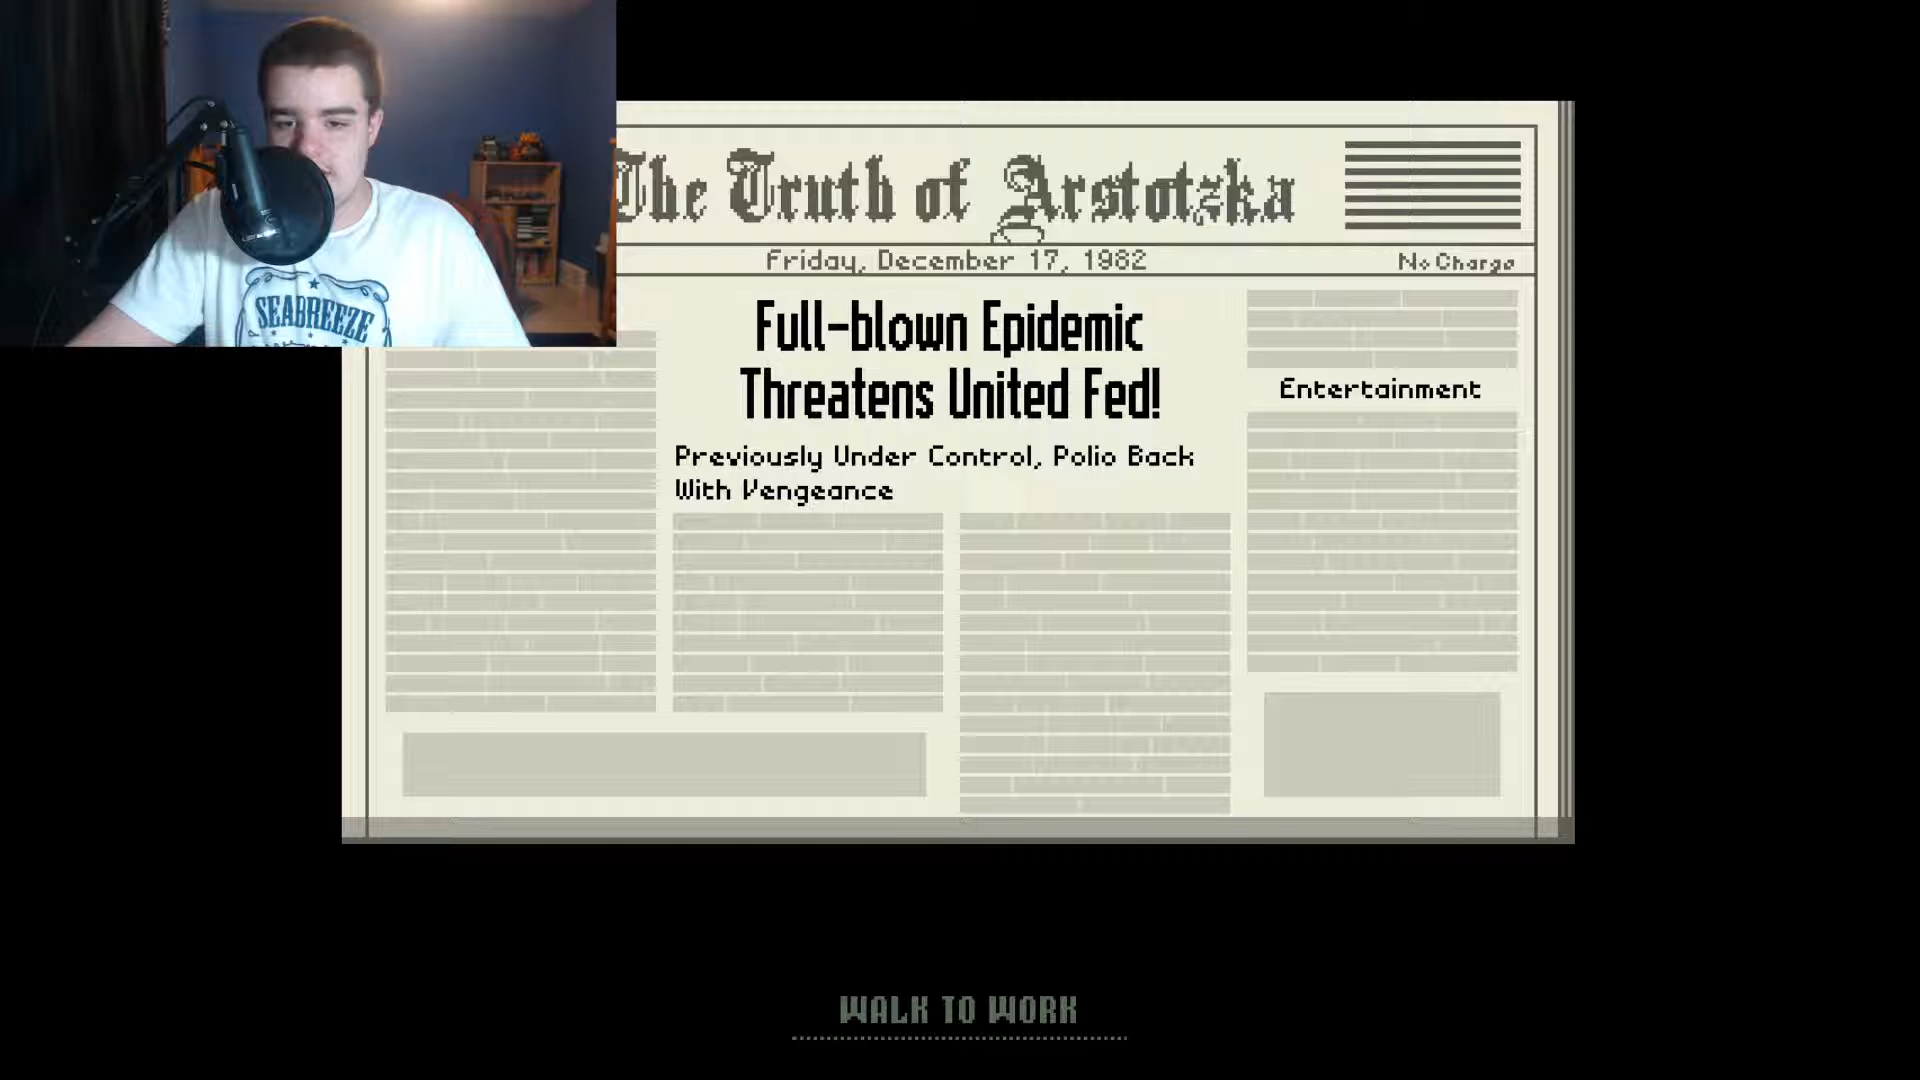 SEABREEZE
The Truth of Arstotzka
Friday, December 17, 1982
No Charge
Full-blown Epidemic
Threatens United Fed!
Previously Under Control, Polio Back
With Vengeance
Entertainment
WALK TO WORK